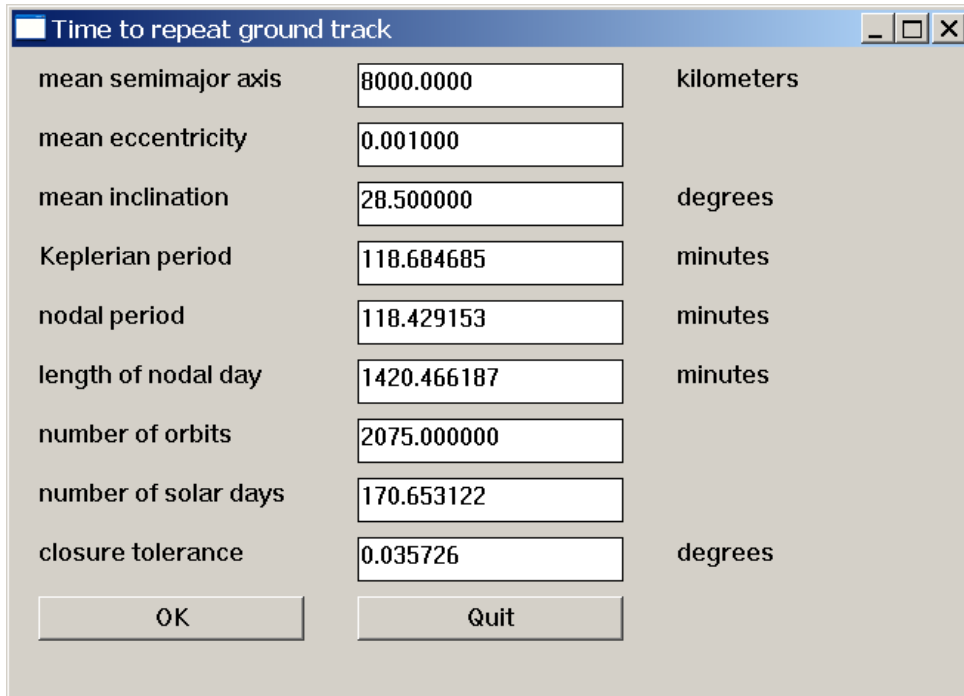 Time to repeat ground track
mean semimajor axis 8000.0000 kilometers
mean eccentricity 0.001000
mean inclination 28.500000 degrees
Keplerian period 118.684685 minutes
nodal period 118.429153 minutes
length of nodal day 1420.466187 minutes
number of orbits 2075.000000
number of solar days 170.653122
closure tolerance 0.035726 degrees
OK Quit